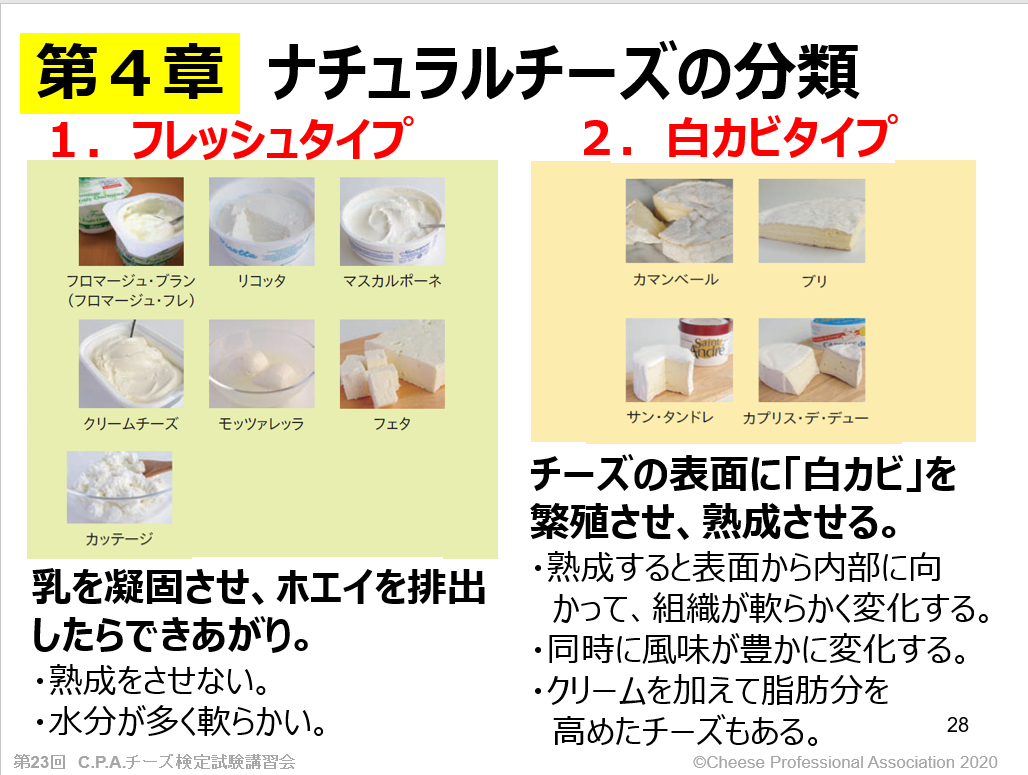 第４章 ナチュラルチーズの分類
１．フレッシュタイプ
フロマージュ・ブラン
（フロマージュ・フレ）
リコッタ
マスカルポーネ
クリームチーズ
モッツァレッラ
フェタ
カッテージ
乳を凝固させ、ホエイを排出
したらできあがり。
・熟成をさせない。
・水分が多く軟らかい。
２．白カビタイプ
カマンベール
ブリ
Saint
André
サン・タンドレ
カプリス・デ・デュー
チーズの表面に「白カビ」を
繁殖させ、熟成させる。
・熟成すると表面から内部に向
かって、組織が軟らかく変化する。
・同時に風味が豊かに変化する。
・クリームを加えて脂肪分を
高めたチーズもある。
28
第23回 C.P.A.チーズ検定試験講習会
©Cheese Professional Association 2020